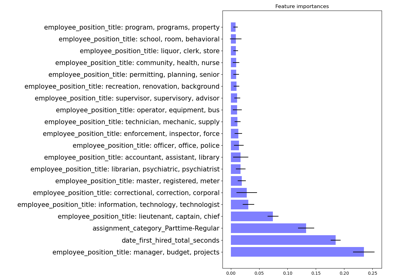 Feature importances
employee_position_title: program, programs, property
employee_position_title: school, room, behavioral
employee_position_title: liquor, clerk, store
employee_position_title: community, health, nurse
employee_position_title: permitting, planning, senior
employee_position_title: recreation, renovation, background
employee_position_title: supervisor, supervisory, advisor
employee_position_title: operator, equipment, bus
employee_position_title: technician, mechanic, supply
employee_position_title: enforcement, inspector, force
employee_position_title: officer, office, police
employee_position_title: accountant, assistant, library
employee_position_title: librarian, psychiatric, psychiatrist
employee_position_title: master, registered, meter
employee_position_title: correctional, correction, corporal
employee_position_title: information, technology, technologist
employee_position_title: lieutenant, captain, chief
assignment_category_Parttime-Regular
date_first_hired_total_seconds
employee_position_title: manager, budget, projects
0.00 0.05 0.10 0.15 0.20 0.25